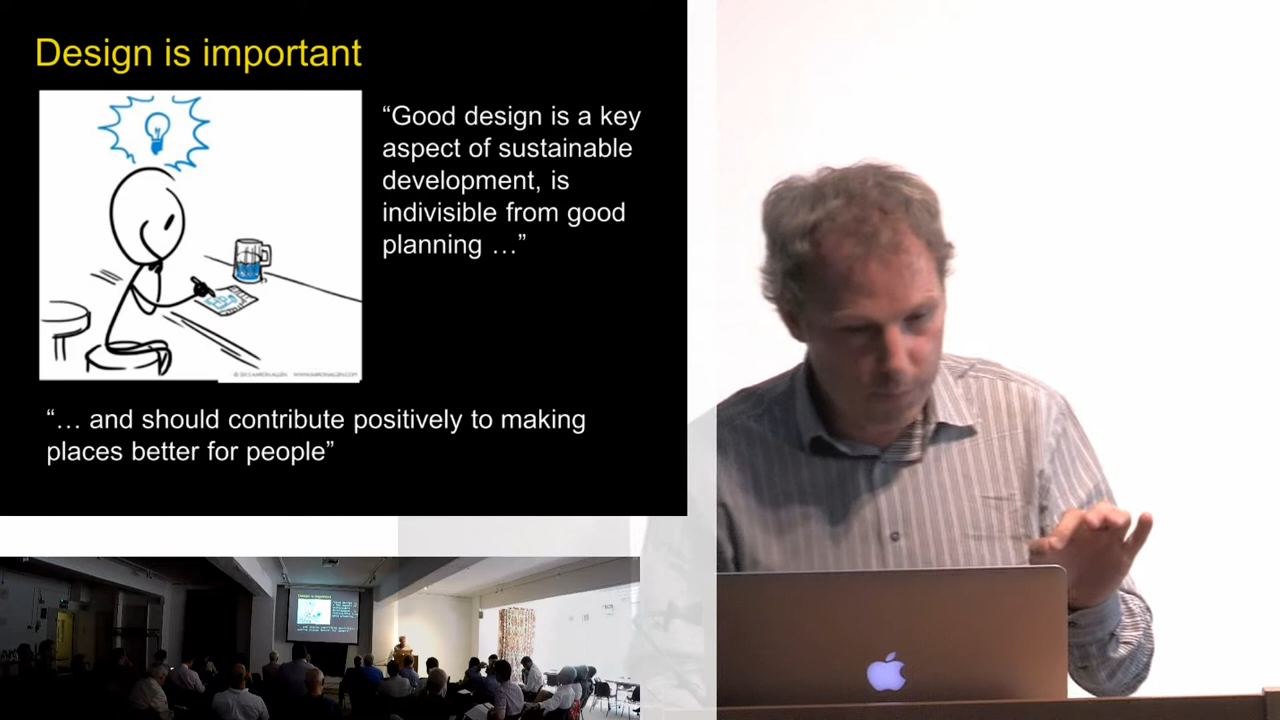 Design is important
“Good design is a key
aspect of sustainable
development, is
indivisible from good
planning …”
“… and should contribute positively to making
places better for people”